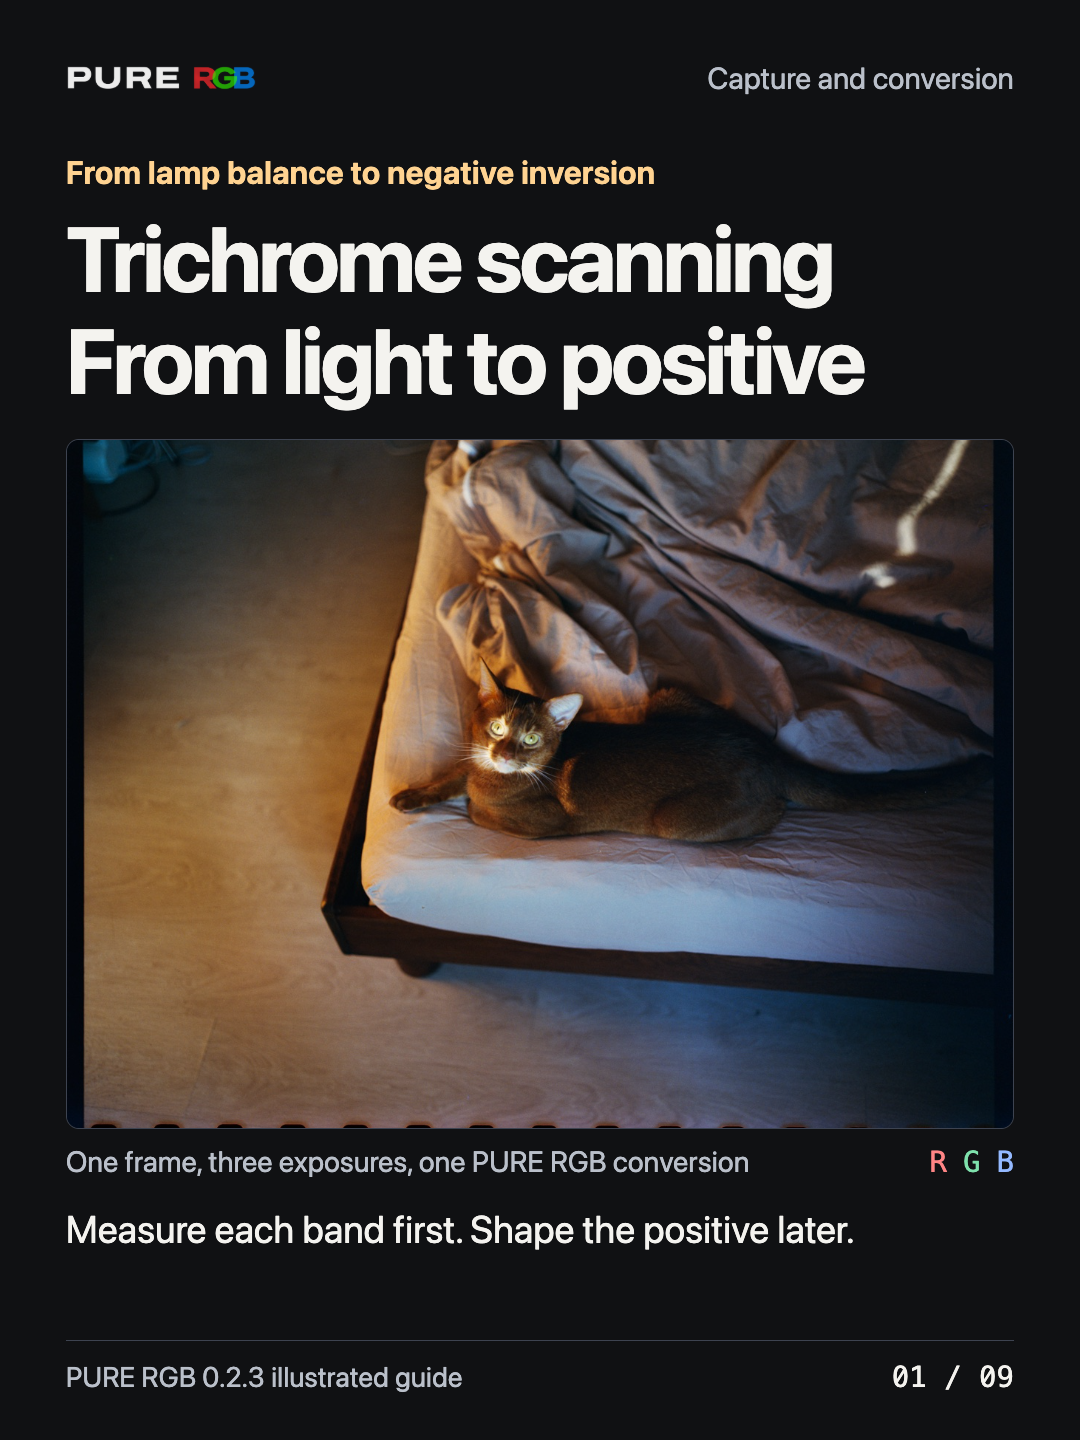 PURE RGB
Capture and conversion
From lamp balance to negative inversion
Trichrome scanning
From light to positive
One frame, three exposures, one PURE RGB conversion
R G B
Measure each band first. Shape the positive later.
PURE RGB 0.2.3 illustrated guide
01 / 09